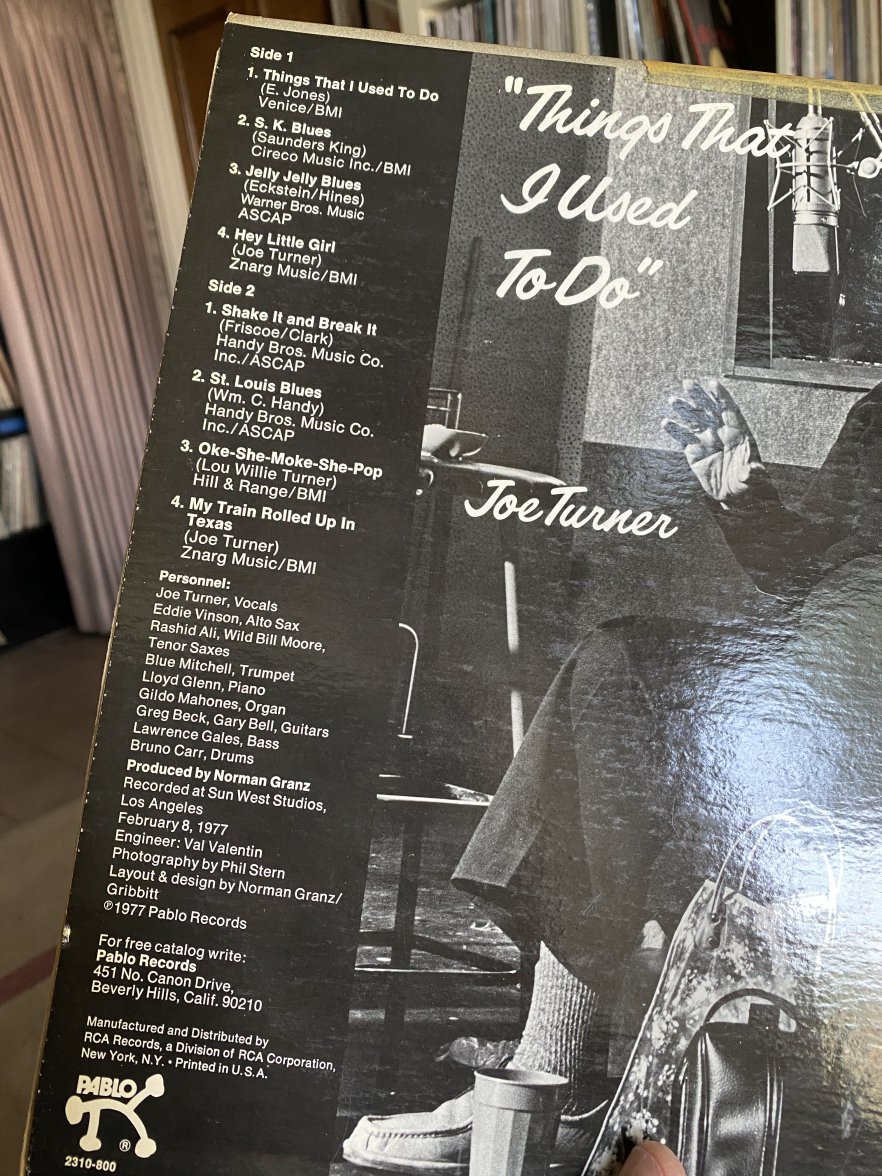 Side 1
1. Things That I Used To Do
(E. Jones)
Venice/BMI
2. S. K. Blues
(Saunders King)
Cireco Music Inc./BMI
3. Jelly Jelly Blues
(Eckstein/Hines)
Warner Bros. Music
ASCAP
4. Hey Little Girl
(Joe Turner)
Znarg Music/BMI
Side 2
1. Shake It and Break It
(Friscoe/Clark)
Handy Bros. Music Co.
Inc./ASCAP
2. St. Louis Blues
(Wm. C. Handy)
Handy Bros. Music Co.
Inc./ASCAP
3. Oke-She-Moke-She-Pop
(Lou Willie Turner)
Hill & Range/BMI
4. My Train Rolled Up In
Texas
(Joe Turner)
Znarg Music/BMI
Personnel:
Joe Turner, Vocals
Eddie Vinson, Alto Sax
Rashid Ali, Wild Bill Moore,
Tenor Saxes
Blue Mitchell, Trumpet
Lloyd Glenn, Piano
Gildo Mahones, Organ
Greg Beck, Gary Bell, Guitars
Lawrence Gales, Bass
Bruno Carr, Drums
Produced by Norman Granz
Recorded at Sun West Studios,
Los Angeles
February 8, 1977
Engineer: Val Valentin
Photography by Phil Stern
Layout & design by Norman Granz/
Gribbitt
℗1977 Pablo Records
For free catalog write:
Pablo Records
451 No. Canon Drive,
Beverly Hills, Calif. 90210
Manufactured and Distributed by
RCA Records, a Division of RCA Corporation,
New York, N.Y. • Printed in U.S.A.
PABLO
®
2310-800
"Things That
I Used
To Do"
Joe Turner